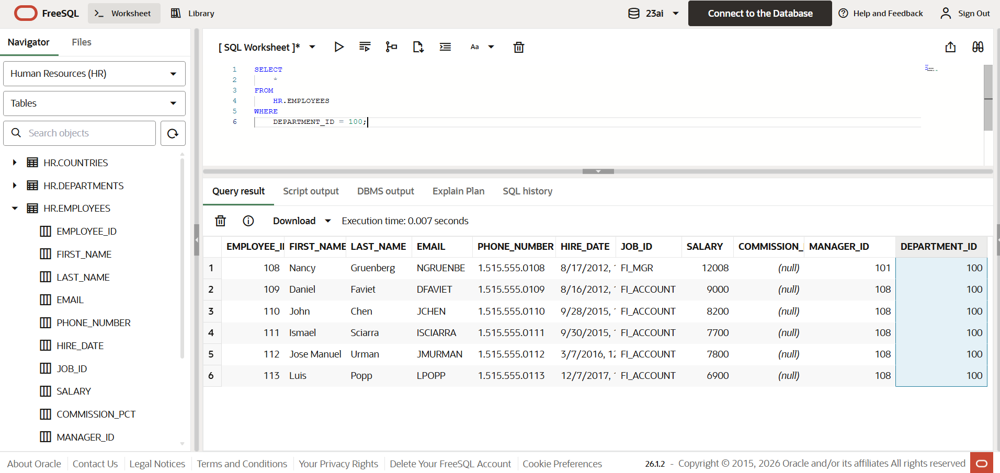 FreeSQL Worksheet Library 23ai Connect to the Database Help and Feedback Sign Out
Navigator Files
Human Resources (HR)
Tables
Search objects
HR.COUNTRIES
HR.DEPARTMENTS
HR.EMPLOYEES
EMPLOYEE_ID
FIRST_NAME
LAST_NAME
EMAIL
PHONE_NUMBER
HIRE_DATE
JOB_ID
SALARY
COMMISSION_PCT
MANAGER_ID
[ SQL Worksheet ]* Aa
1 SELECT
2 *
3 FROM
4 HR.EMPLOYEES
5 WHERE
6 DEPARTMENT_ID = 100;
Query result Script output DBMS output Explain Plan SQL history
Download Execution time: 0.007 seconds
EMPLOYEE_I FIRST_NAME LAST_NAME EMAIL PHONE_NUMBER HIRE_DATE JOB_ID SALARY COMMISSION_ MANAGER_ID DEPARTMENT_ID
1 108 Nancy Gruenberg NGRUENBE 1.515.555.0108 8/17/2012, FI_MGR 12008 (null) 101 100
2 109 Daniel Faviet DFAVIET 1.515.555.0109 8/16/2012, FI_ACCOUNT 9000 (null) 108 100
3 110 John Chen JCHEN 1.515.555.0110 9/28/2015, FI_ACCOUNT 8200 (null) 108 100
4 111 Ismael Sciarra ISCIARRA 1.515.555.0111 9/30/2015, FI_ACCOUNT 7700 (null) 108 100
5 112 Jose Manuel Urman JMURMAN 1.515.555.0112 3/7/2016, 12 FI_ACCOUNT 7800 (null) 108 100
6 113 Luis Popp LPOPP 1.515.555.0113 12/7/2017, FI_ACCOUNT 6900 (null) 108 100
About Oracle Contact Us Legal Notices Terms and Conditions Your Privacy Rights Delete Your FreeSQL Account Cookie Preferences 26.1.2 - Copyright © 2015, 2026 Oracle and/or its affiliates All rights reserved